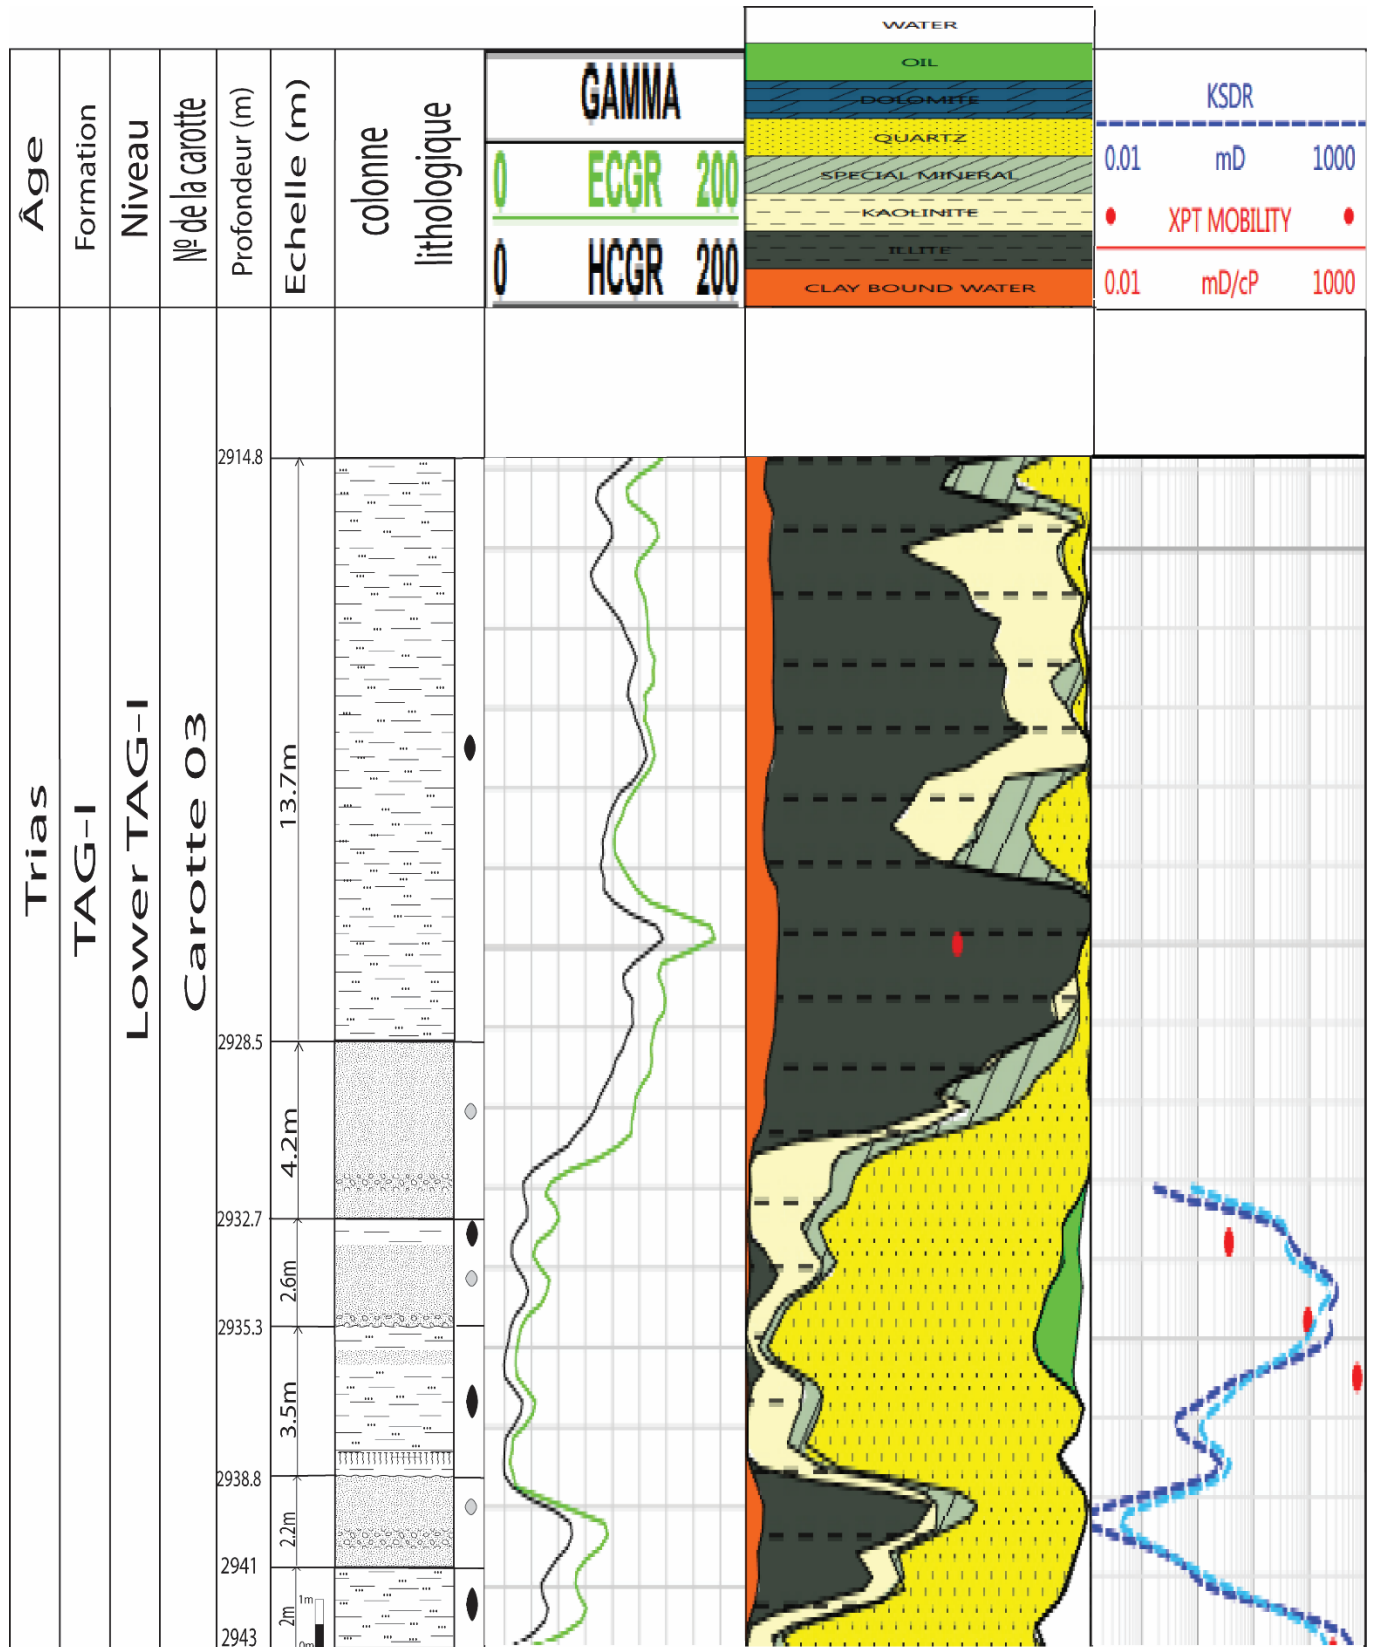 Âge
Formation
Niveau
Nº de la carotte
Profondeur (m)
Echelle (m)
colonne
lithologique
GAMMA
0 ECGR 200
0 HCGR 200
WATER
OIL
DOLOMITE
QUARTZ
SPECIAL MINERAL
KAOLINITE
ILLITE
CLAY BOUND WATER
KSDR
0.01 mD 1000
XPT MOBILITY
0.01 mD/cP 1000
Trias
TAG-I
Lower TAG-I
Carotte 03
2914.8
13.7m
2928.5
4.2m
2932.7
2.6m
2935.3
3.5m
2938.8
2.2m
2941
2m
1m
0m
2943